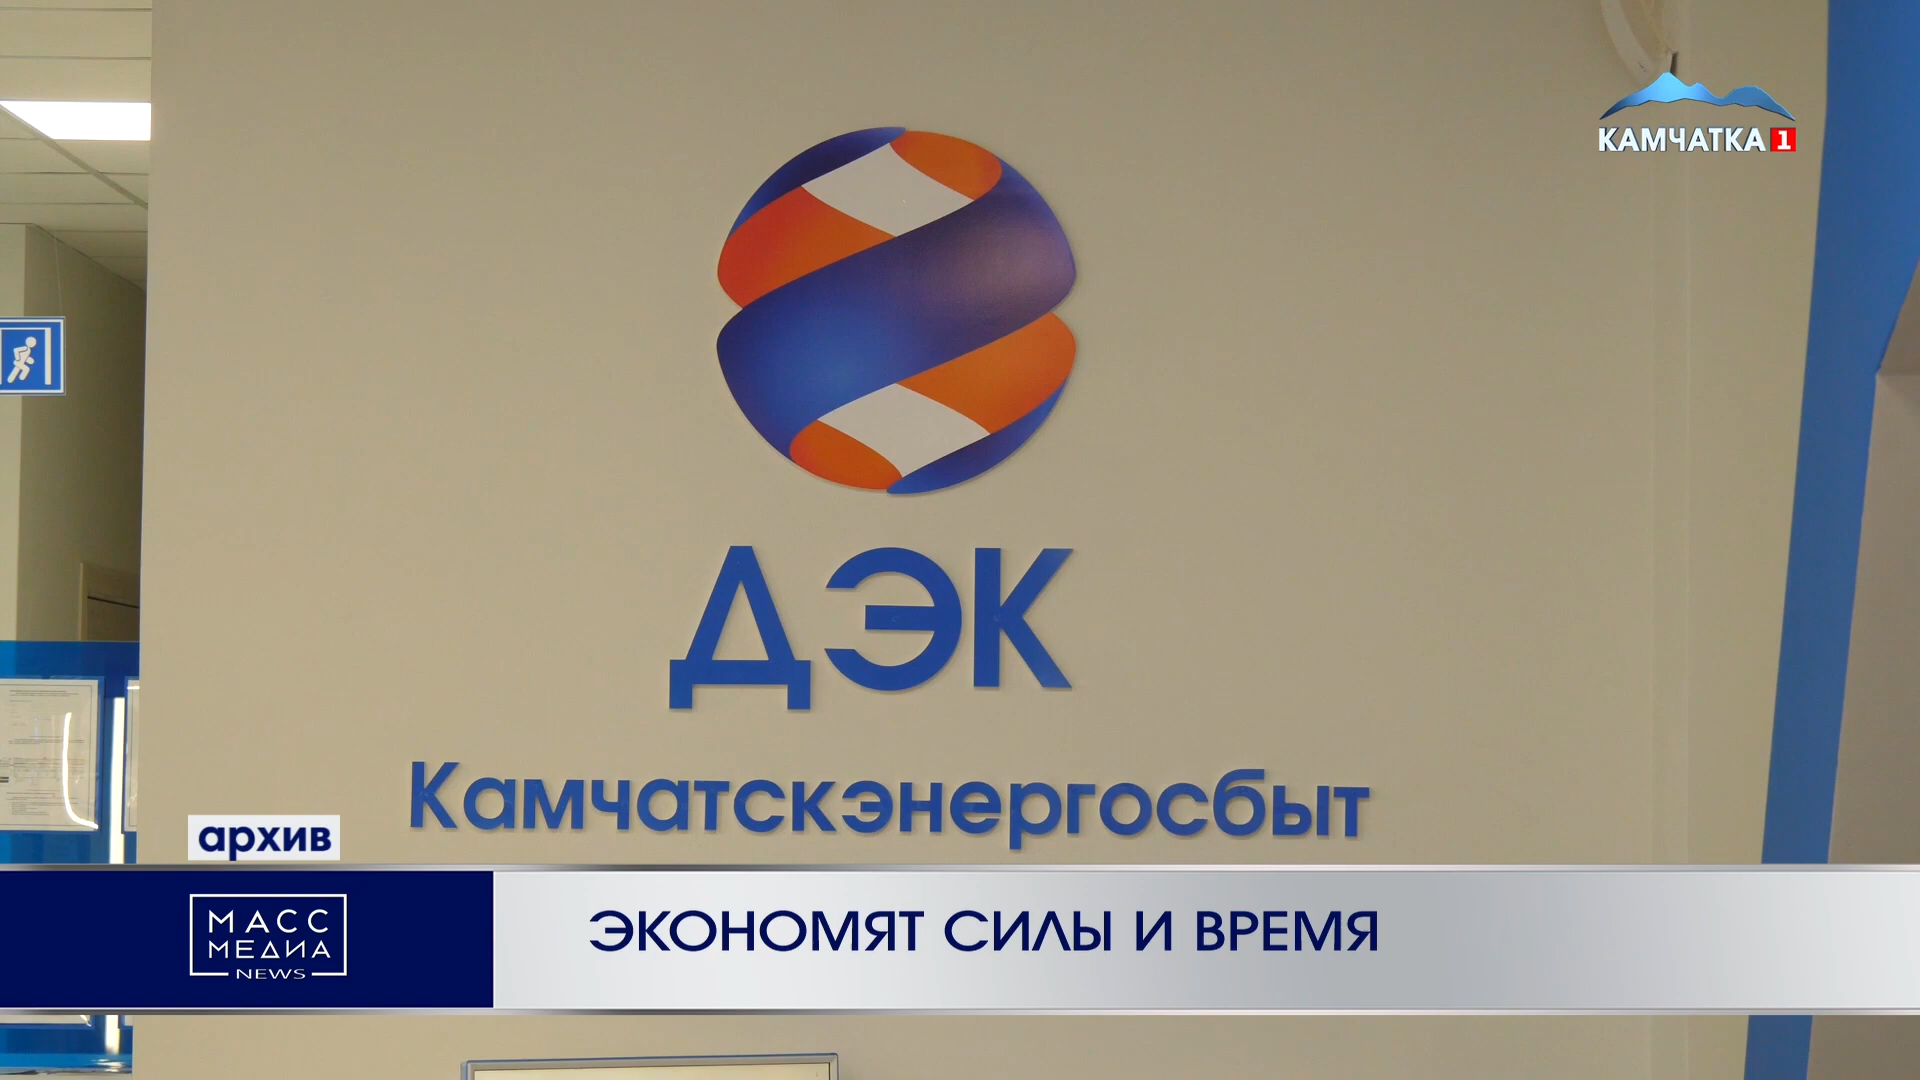 КАМЧАТКА 1
ДЭК
Камчатскэнергосбыт
архив
МАСС
МЕДИА
NEWS
ЭКОНОМЯТ СИЛЫ И ВРЕМЯ